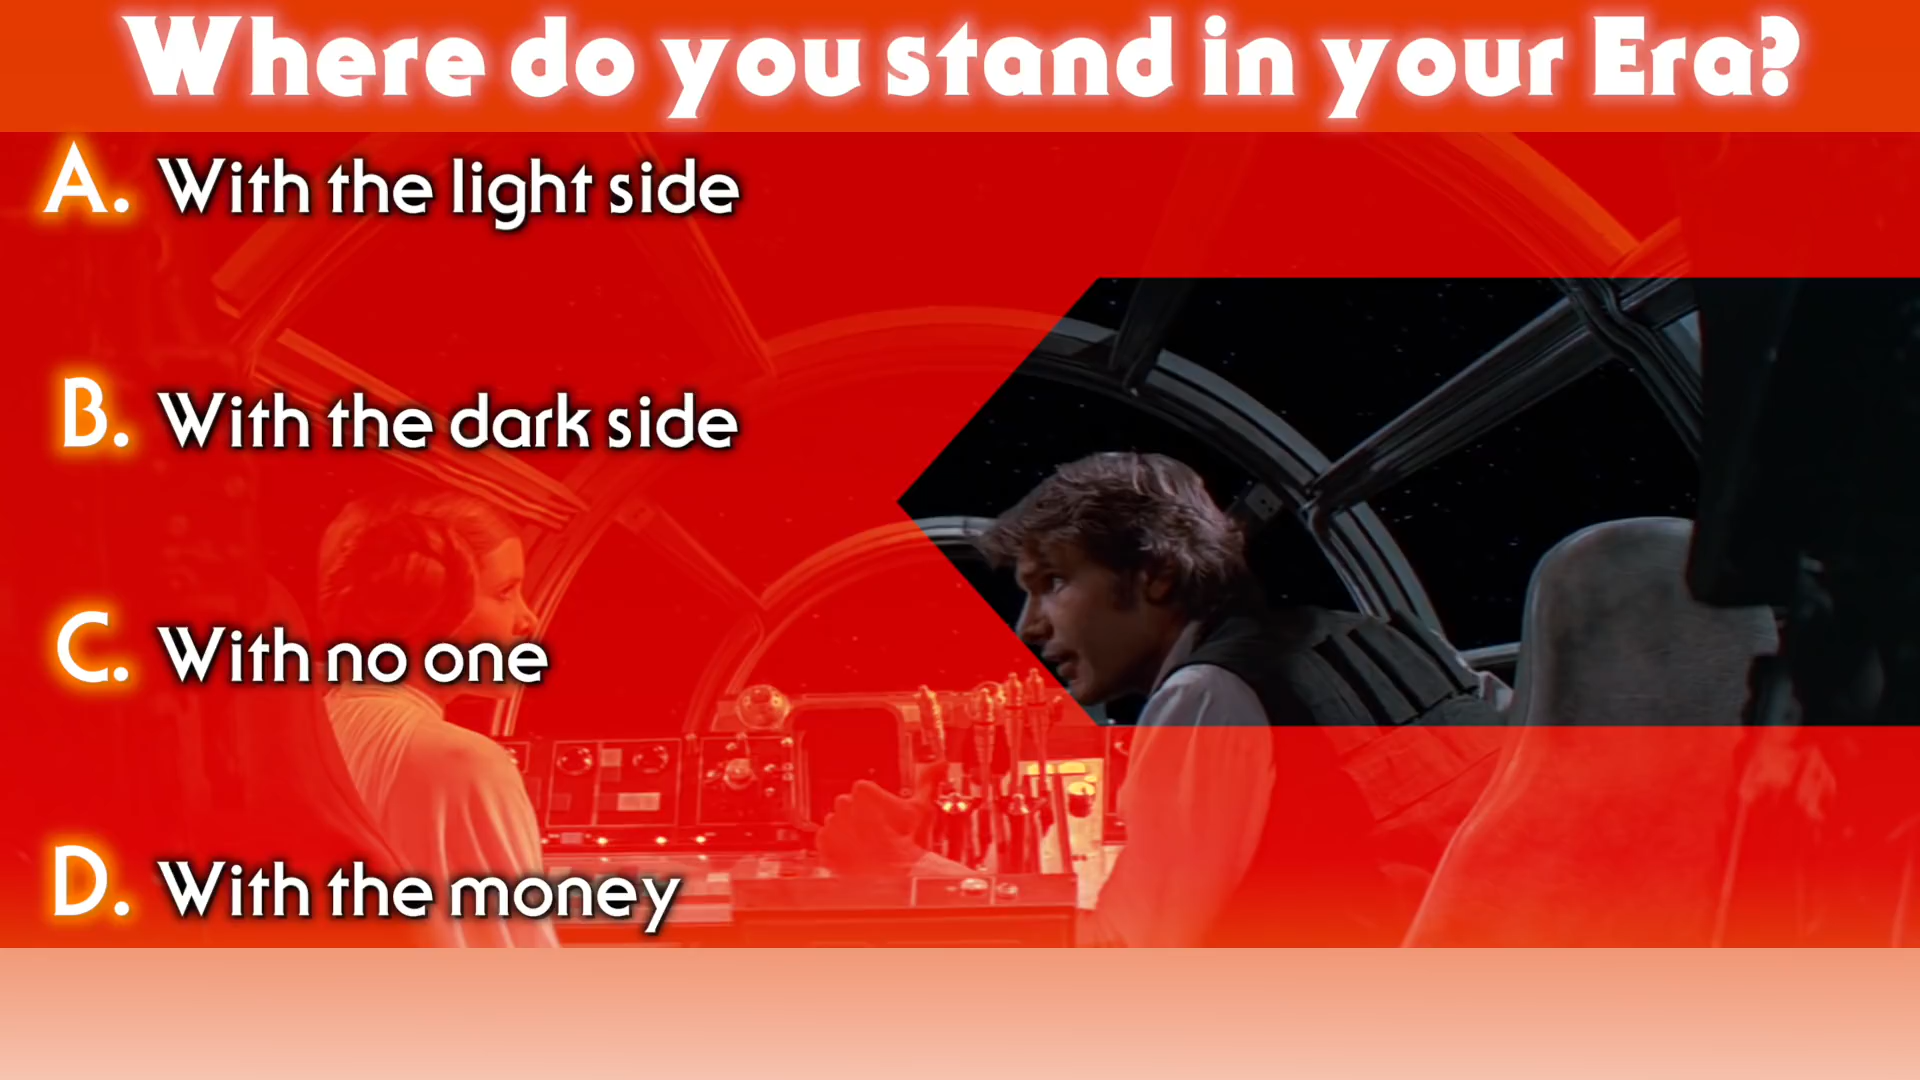 Where do you stand in your Era?
A. With the light side
B. With the dark side
C. With no one
D. With the money